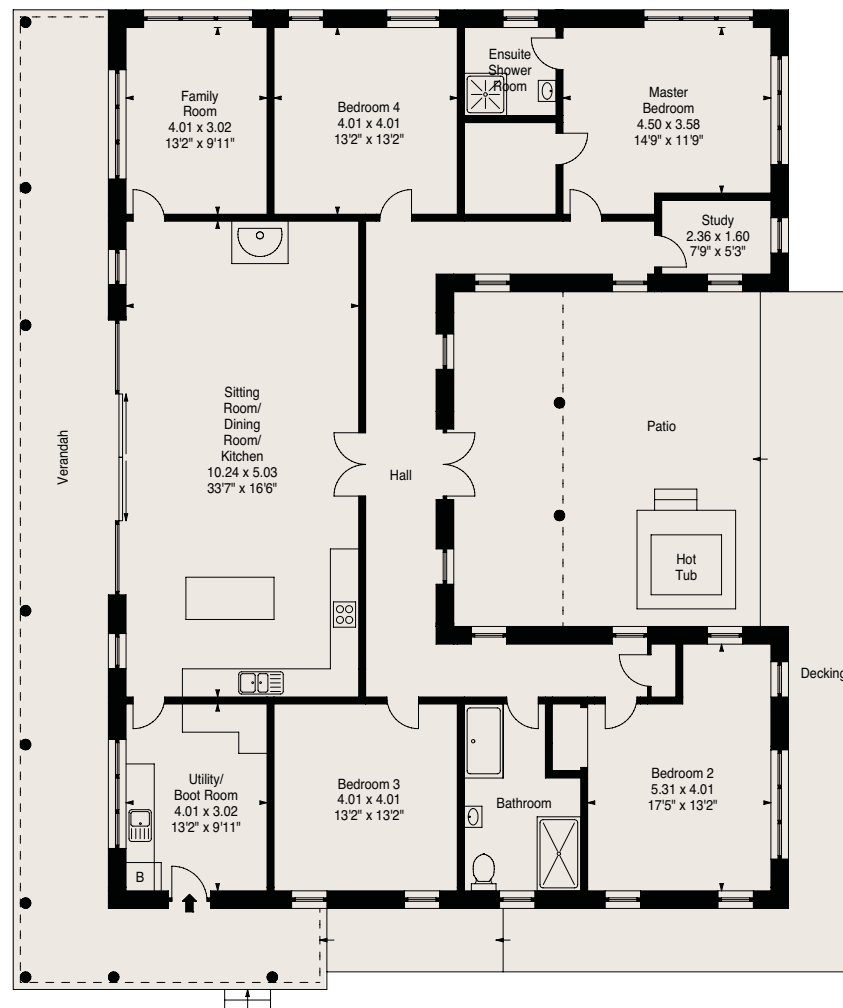 Family
Room
4.01 x 3.02
13'2" x 9'11"
Bedroom 4
4.01 x 4.01
13'2" x 13'2"
Ensuite
Shower
Room
Master
Bedroom
4.50 x 3.58
14'9" x 11'9"
Study
2.36 x 1.60
7'9" x 5'3"
Verandah
Sitting
Room/
Dining
Room/
Kitchen
10.24 x 5.03
33'7" x 16'6"
Hall
Patio
Hot
Tub
Decking
Utility/
Boot Room
4.01 x 3.02
13'2" x 9'11"
B
Bedroom 3
4.01 x 4.01
13'2" x 13'2"
Bathroom
Bedroom 2
5.31 x 4.01
17'5" x 13'2"